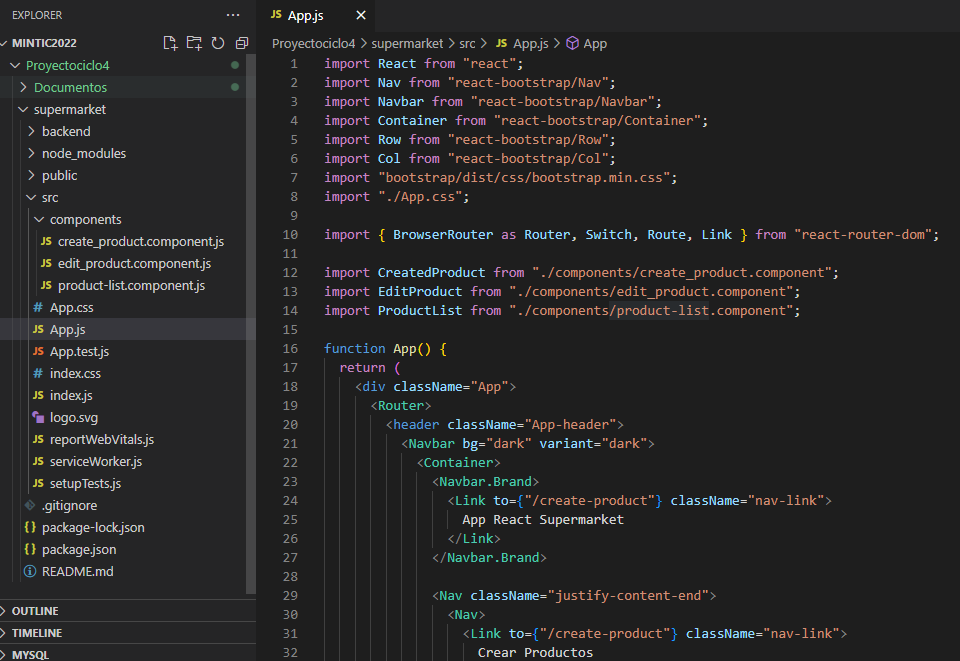 EXPLORER
MINTIC2022
Proyectociclo4
Documentos
supermarket
backend
node_modules
public
src
components
JS create_product.component.js
JS edit_product.component.js
JS product-list.component.js
# App.css
JS App.js
JS App.test.js
# index.css
JS index.js
logo.svg
JS reportWebVitals.js
JS serviceWorker.js
JS setupTests.js
.gitignore
{} package-lock.json
{} package.json
README.md
OUTLINE
TIMELINE
MYSQL
JS App.js
Proyectociclo4 > supermarket > src > JS App.js > App
1 import React from "react";
2 import Nav from "react-bootstrap/Nav";
3 import Navbar from "react-bootstrap/Navbar";
4 import Container from "react-bootstrap/Container";
5 import Row from "react-bootstrap/Row";
6 import Col from "react-bootstrap/Col";
7 import "bootstrap/dist/css/bootstrap.min.css";
8 import "./App.css";
9
10 import { BrowserRouter as Router, Switch, Route, Link } from "react-router-dom";
11
12 import CreatedProduct from "./components/create_product.component";
13 import EditProduct from "./components/edit_product.component";
14 import ProductList from "./components/product-list.component";
15
16 function App() {
17 return (
18 <div className="App">
19 <Router>
20 <header className="App-header">
21 <Navbar bg="dark" variant="dark">
22 <Container>
23 <Navbar.Brand>
24 <Link to={"/create-product"} className="nav-link">
25 App React Supermarket
26 </Link>
27 </Navbar.Brand>
28
29 <Nav className="justify-content-end">
30 <Nav>
31 <Link to={"/create-product"} className="nav-link">
32 Crear Productos